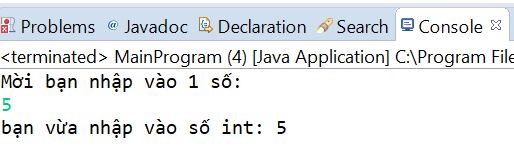 Problems @ Javadoc Declaration Search Console
<terminated> MainProgram (4) [Java Application] C:\Program File
Mời bạn nhập vào 1 số:
5
bạn vừa nhập vào số int: 5